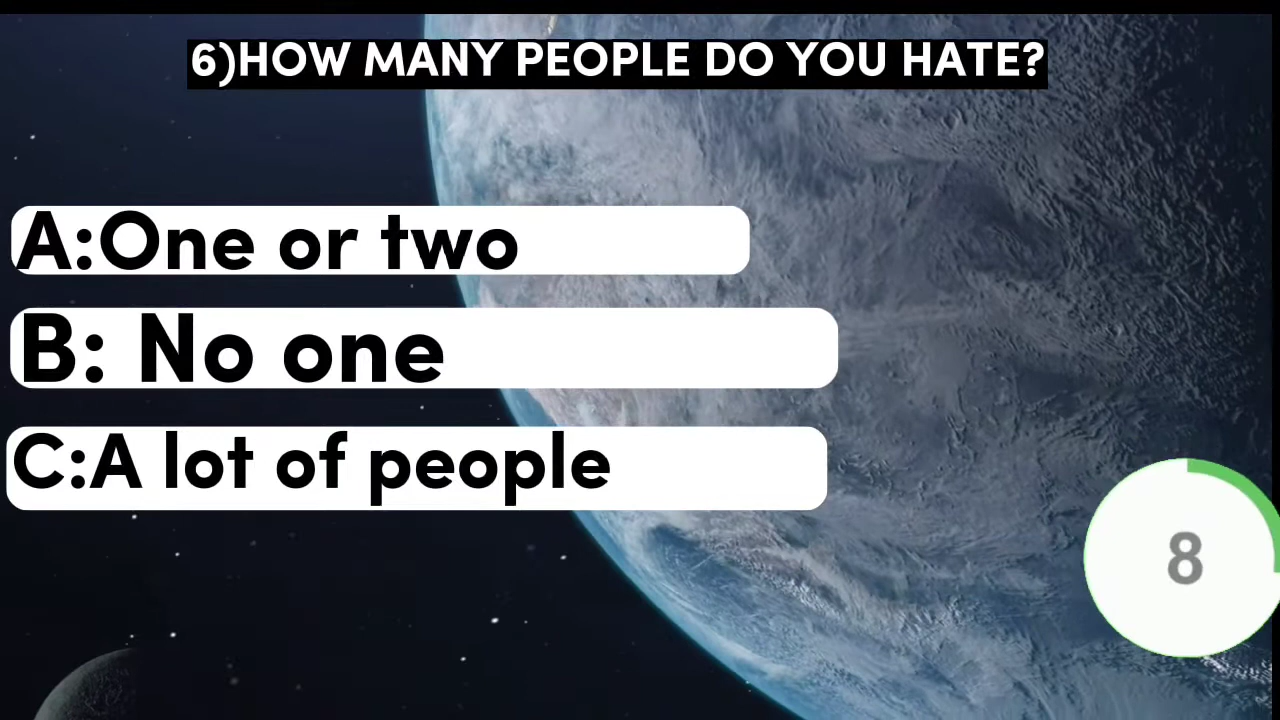 6)HOW MANY PEOPLE DO YOU HATE?
A:One or two
B: No one
C:A lot of people
8